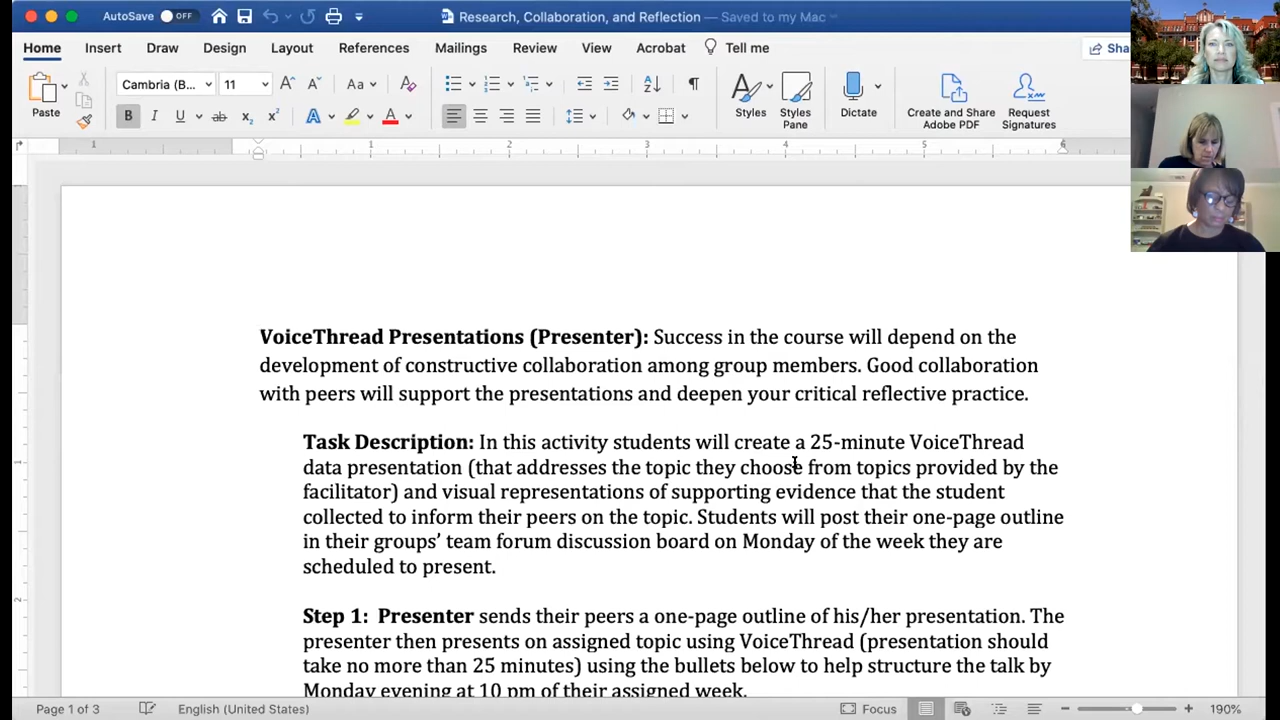 AutoSave OFF Research, Collaboration, and Reflection — Saved to my Mac
Home Insert Draw Design Layout References Mailings Review View Acrobat Tell me Sha
Cambria (B... 11
Paste Styles Styles Pane Dictate Create and Share Adobe PDF Request Signatures
1 1 2 3 4 5 6
VoiceThread Presentations (Presenter): Success in the course will depend on the
development of constructive collaboration among group members. Good collaboration
with peers will support the presentations and deepen your critical reflective practice.
Task Description: In this activity students will create a 25-minute VoiceThread
data presentation (that addresses the topic they choose from topics provided by the
facilitator) and visual representations of supporting evidence that the student
collected to inform their peers on the topic. Students will post their one-page outline
in their groups’ team forum discussion board on Monday of the week they are
scheduled to present.
Step 1:  Presenter sends their peers a one-page outline of his/her presentation. The
presenter then presents on assigned topic using VoiceThread (presentation should
take no more than 25 minutes) using the bullets below to help structure the talk by
Monday evening at 10 pm of their assigned week.
Page 1 of 3 English (United States) Focus 190%